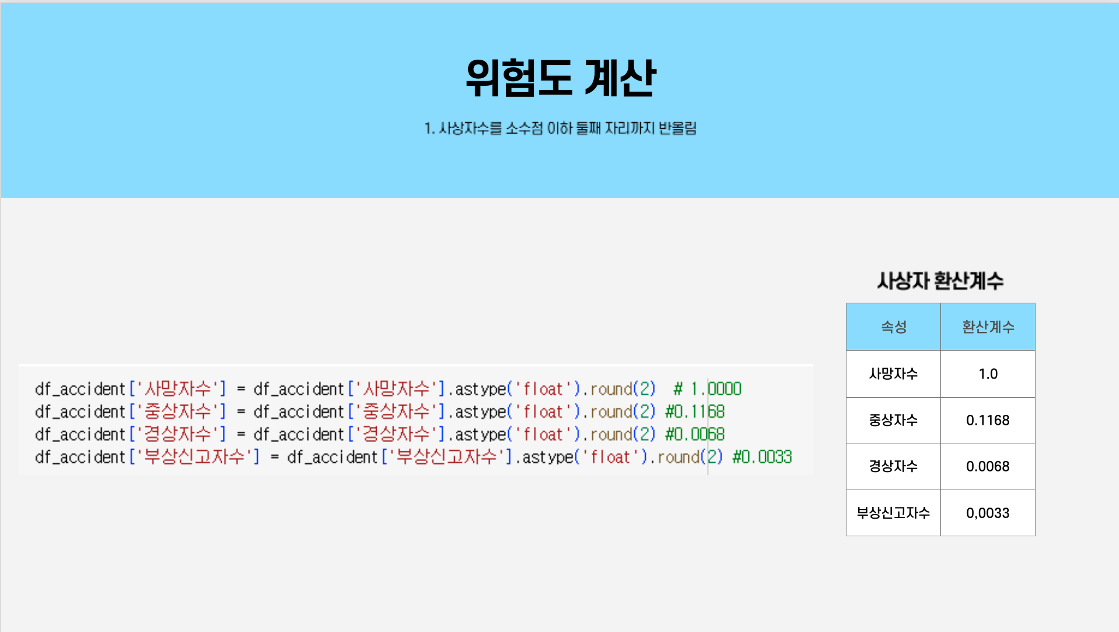 위험도 계산
1. 사상자수를 소수점 이하 둘째 자리까지 반올림
df_accident['사망자수'] = df_accident['사망자수'].astype('float').round(2)  # 1.0000
df_accident['중상자수'] = df_accident['중상자수'].astype('float').round(2) #0.1168
df_accident['경상자수'] = df_accident['경상자수'].astype('float').round(2) #0.0068
df_accident['부상신고자수'] = df_accident['부상신고자수'].astype('float').round(2) #0.0033
사상자 환산계수
속성 환산계수
사망자수 1.0
중상자수 0.1168
경상자수 0.0068
부상신고자수 0,0033